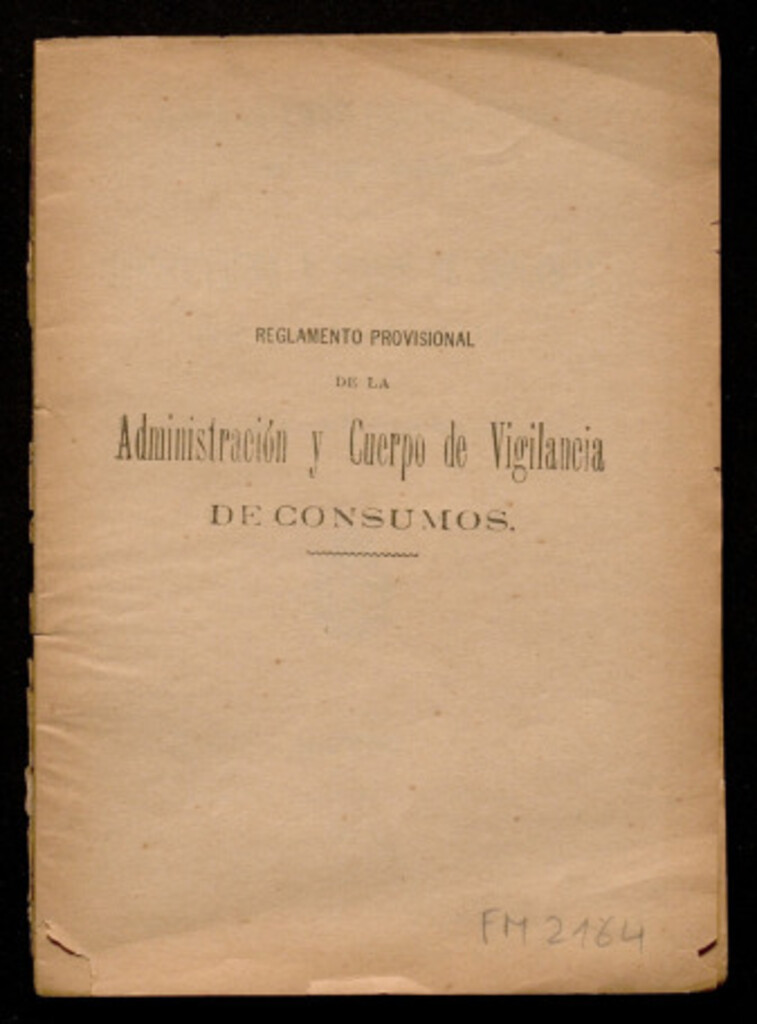 REGLAMENTO PROVISIONAL
DE LA
Administración y Cuerpo de Vigilancia
DE CONSUMOS.
FM 2164